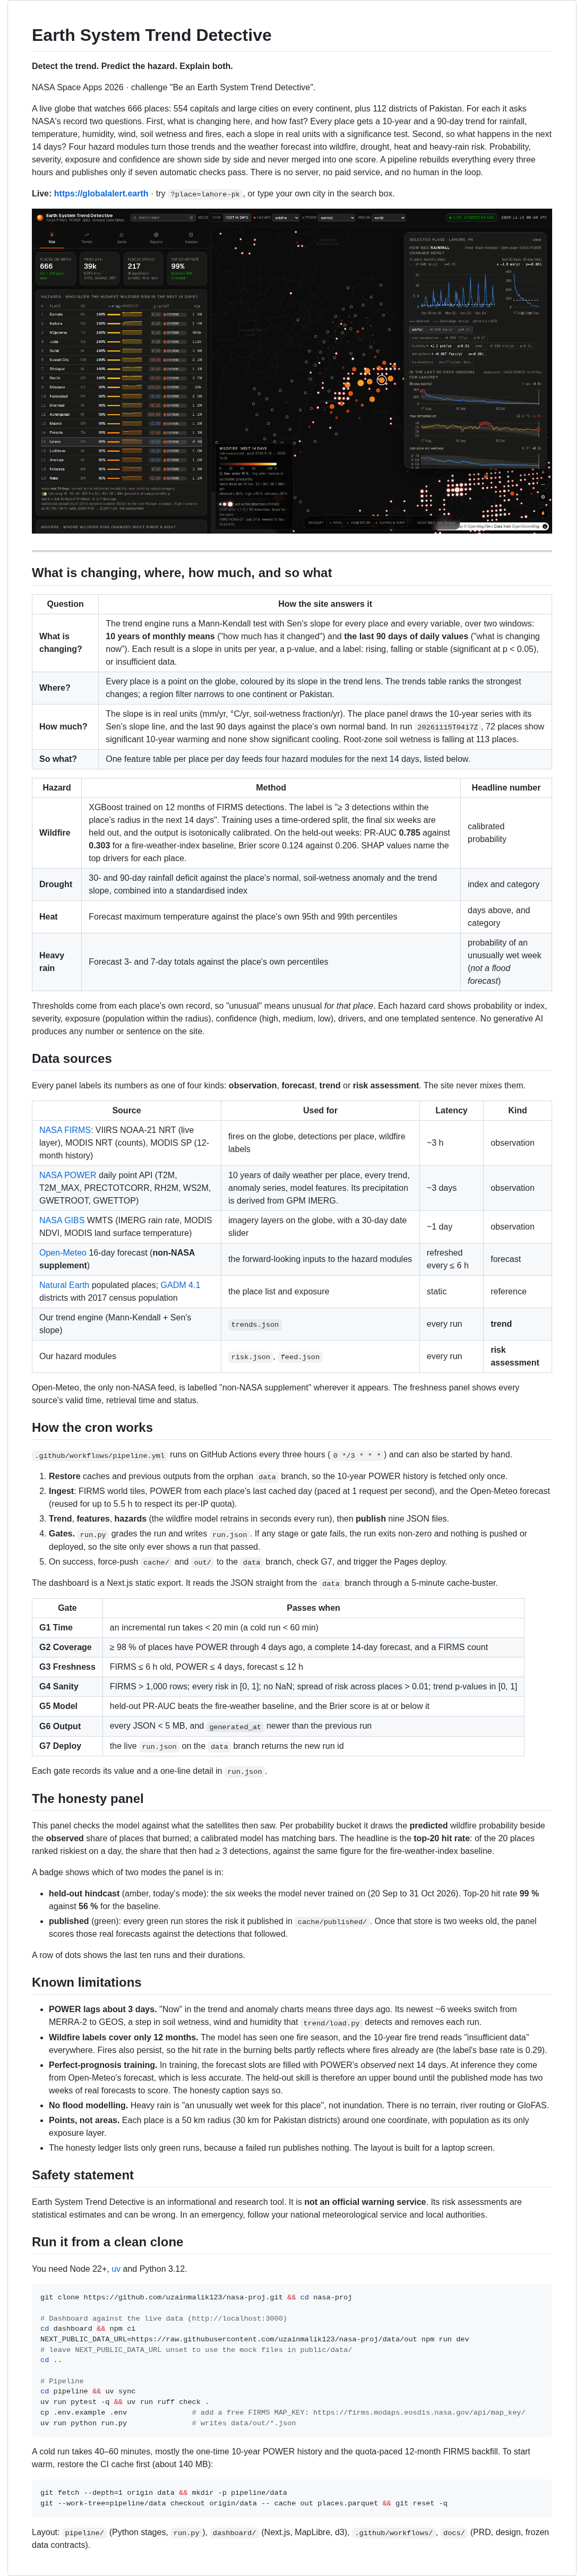 Earth System Trend Detective
Detect the trend. Predict the hazard. Explain both.
NASA Space Apps 2026 · challenge "Be an Earth System Trend Detective".
A live globe that watches 666 places: 554 capitals and large cities on every continent, plus 112 districts of Pakistan. For each it asks
NASA's record two questions. First, what is changing here, and how fast? Every place gets a 10-year and a 90-day trend for rainfall,
temperature, humidity, wind, soil wetness and fires, each a slope in real units with a significance test. Second, so what happens in the next
14 days? Four hazard modules turn those trends and the weather forecast into wildfire, drought, heat and heavy-rain risk. Probability,
severity, exposure and confidence are shown side by side and never merged into one score. A pipeline rebuilds everything every three
hours and publishes only if seven automatic checks pass. There is no server, no paid service, and no human in the loop.
Live: https://globalalert.earth · try ?place=lahore-pk, or type your own city in the search box.
Earth System Trend Detective
666
39k
217
99%
What is changing, where, how much, and so what
Question How the site answers it
What is changing? The trend engine runs a Mann-Kendall test with Sen's slope for every place and every variable, over two windows:
10 years of monthly means ("how much has it changed") and the last 90 days of daily values ("what is changing
now"). Each result is a slope in units per year, a p-value, and a label: rising, falling or stable (significant at p < 0.05),
or insufficient data.
Where? Every place is a point on the globe, coloured by its slope in the trend lens. The trends table ranks the strongest
changes; a region filter narrows to one continent or Pakistan.
How much? The slope is in real units (mm/yr, °C/yr, soil-wetness fraction/yr). The place panel draws the 10-year series with its
Sen's slope line, and the last 90 days against the place's own normal band. In run 20261115T0417Z, 72 places show
significant 10-year warming and none show significant cooling. Root-zone soil wetness is falling at 113 places.
So what? One feature table per place per day feeds four hazard modules for the next 14 days, listed below.
Hazard Method Headline number
Wildfire XGBoost trained on 12 months of FIRMS detections. The label is "≥ 3 detections within the
place's radius in the next 14 days". Training uses a time-ordered split, the final six weeks are
held out, and the output is isotonically calibrated. On the held-out weeks: PR-AUC 0.785 against
0.303 for a fire-weather-index baseline, Brier score 0.124 against 0.206. SHAP values name the
top drivers for each place. calibrated probability
Drought 30- and 90-day rainfall deficit against the place's normal, soil-wetness anomaly and the trend
slope, combined into a standardised index index and category
Heat Forecast maximum temperature against the place's own 95th and 99th percentiles days above, and category
Heavy rain Forecast 3- and 7-day totals against the place's own percentiles probability of an unusually wet week (not a flood forecast)
Thresholds come from each place's own record, so "unusual" means unusual for that place. Each hazard card shows probability or index,
severity, exposure (population within the radius), confidence (high, medium, low), drivers, and one templated sentence. No generative AI
produces any number or sentence on the site.
Data sources
Every panel labels its numbers as one of four kinds: observation, forecast, trend or risk assessment. The site never mixes them.
Source Used for Latency Kind
NASA FIRMS: VIIRS NOAA-21 NRT (live layer), MODIS NRT (counts), MODIS SP (12-month history) fires on the globe, detections per place, wildfire labels ~3 h observation
NASA POWER daily point API (T2M, T2M_MAX, PRECTOTCORR, RH2M, WS2M, GWETROOT, GWETTOP) 10 years of daily weather per place, every trend, anomaly series, model features. Its precipitation is derived from GPM IMERG. ~3 days observation
NASA GIBS WMTS (IMERG rain rate, MODIS NDVI, MODIS land surface temperature) imagery layers on the globe, with a 30-day date slider ~1 day observation
Open-Meteo 16-day forecast (non-NASA supplement) the forward-looking inputs to the hazard modules refreshed every ≤ 6 h forecast
Natural Earth populated places; GADM 4.1 districts with 2017 census population the place list and exposure static reference
Our trend engine (Mann-Kendall + Sen's slope) trends.json every run trend
Our hazard modules risk.json, feed.json every run risk assessment
Open-Meteo, the only non-NASA feed, is labelled "non-NASA supplement" wherever it appears. The freshness panel shows every
source's valid time, retrieval time and status.
How the cron works
.github/workflows/pipeline.yml runs on GitHub Actions every three hours (0 */3 * * *) and can also be started by hand.
1. Restore caches and previous outputs from the orphan data branch, so the 10-year POWER history is fetched only once.
2. Ingest: FIRMS world tiles, POWER from each place's last cached day (paced at 1 request per second), and the Open-Meteo forecast
(reused for up to 5.5 h to respect its per-IP quota).
3. Trend, features, hazards (the wildfire model retrains in seconds every run), then publish nine JSON files.
4. Gates. run.py grades the run and writes run.json. If any stage or gate fails, the run exits non-zero and nothing is pushed or
deployed, so the site only ever shows a run that passed.
5. On success, force-push cache/ and out/ to the data branch, check G7, and trigger the Pages deploy.
The dashboard is a Next.js static export. It reads the JSON straight from the data branch through a 5-minute cache-buster.
Gate Passes when
G1 Time an incremental run takes < 20 min (a cold run < 60 min)
G2 Coverage ≥ 98 % of places have POWER through 4 days ago, a complete 14-day forecast, and a FIRMS count
G3 Freshness FIRMS ≤ 6 h old, POWER ≤ 4 days, forecast ≤ 12 h
G4 Sanity FIRMS > 1,000 rows; every risk in [0, 1]; no NaN; spread of risk across places > 0.01; trend p-values in [0, 1]
G5 Model held-out PR-AUC beats the fire-weather baseline, and the Brier score is at or below it
G6 Output every JSON < 5 MB, and generated_at newer than the previous run
G7 Deploy the live run.json on the data branch returns the new run id
Each gate records its value and a one-line detail in run.json.
The honesty panel
This panel checks the model against what the satellites then saw. Per probability bucket it draws the predicted wildfire probability beside
the observed share of places that burned; a calibrated model has matching bars. The headline is the top-20 hit rate: of the 20 places
ranked riskiest on a day, the share that then had ≥ 3 detections, against the same figure for the fire-weather-index baseline.
A badge shows which of two modes the panel is in:
• held-out hindcast (amber, today's mode): the six weeks the model never trained on (20 Sep to 31 Oct 2026). Top-20 hit rate 99 %
against 56 % for the baseline.
• published (green): every green run stores the risk it published in cache/published/. Once that store is two weeks old, the panel
scores those real forecasts against the detections that followed.
A row of dots shows the last ten runs and their durations.
Known limitations
• POWER lags about 3 days. "Now" in the trend and anomaly charts means three days ago. Its newest ~6 weeks switch from
MERRA-2 to GEOS, a step in soil wetness, wind and humidity that trend/load.py detects and removes each run.
• Wildfire labels cover only 12 months. The model has seen one fire season, and the 10-year fire trend reads "insufficient data"
everywhere. Fires also persist, so the hit rate in the burning belts partly reflects where fires already are (the label's base rate is 0.29).
• Perfect-prognosis training. In training, the forecast slots are filled with POWER's observed next 14 days. At inference they come
from Open-Meteo's forecast, which is less accurate. The held-out skill is therefore an upper bound until the published mode has two
weeks of real forecasts to score. The honesty caption says so.
• No flood modelling. Heavy rain is "an unusually wet week for this place", not inundation. There is no terrain, river routing or GloFAS.
• Points, not areas. Each place is a 50 km radius (30 km for Pakistan districts) around one coordinate, with population as its only
exposure layer.
• The honesty ledger lists only green runs, because a failed run publishes nothing. The layout is built for a laptop screen.
Safety statement
Earth System Trend Detective is an informational and research tool. It is not an official warning service. Its risk assessments are
statistical estimates and can be wrong. In an emergency, follow your national meteorological service and local authorities.
Run it from a clean clone
You need Node 22+, uv and Python 3.12.
git clone https://github.com/uzainmalik123/nasa-proj.git && cd nasa-proj
# Dashboard against the live data (http://localhost:3000)
cd dashboard && npm ci
NEXT_PUBLIC_DATA_URL=https://raw.githubusercontent.com/uzainmalik123/nasa-proj/data/out npm run dev
# leave NEXT_PUBLIC_DATA_URL unset to use the mock files in public/data/
cd ..
# Pipeline
cd pipeline && uv sync
uv run pytest -q && uv run ruff check .
cp .env.example .env # add a free FIRMS MAP_KEY: https://firms.modaps.eosdis.nasa.gov/api/map_key/
uv run python run.py # writes data/out/*.json
A cold run takes 40–60 minutes, mostly the one-time 10-year POWER history and the quota-paced 12-month FIRMS backfill. To start
warm, restore the CI cache first (about 140 MB):
git fetch --depth=1 origin data && mkdir -p pipeline/data
git --work-tree=pipeline/data checkout origin/data -- cache out places.parquet && git reset -q
Layout: pipeline/ (Python stages, run.py), dashboard/ (Next.js, MapLibre, d3), .github/workflows/, docs/ (PRD, design, frozen
data contracts).